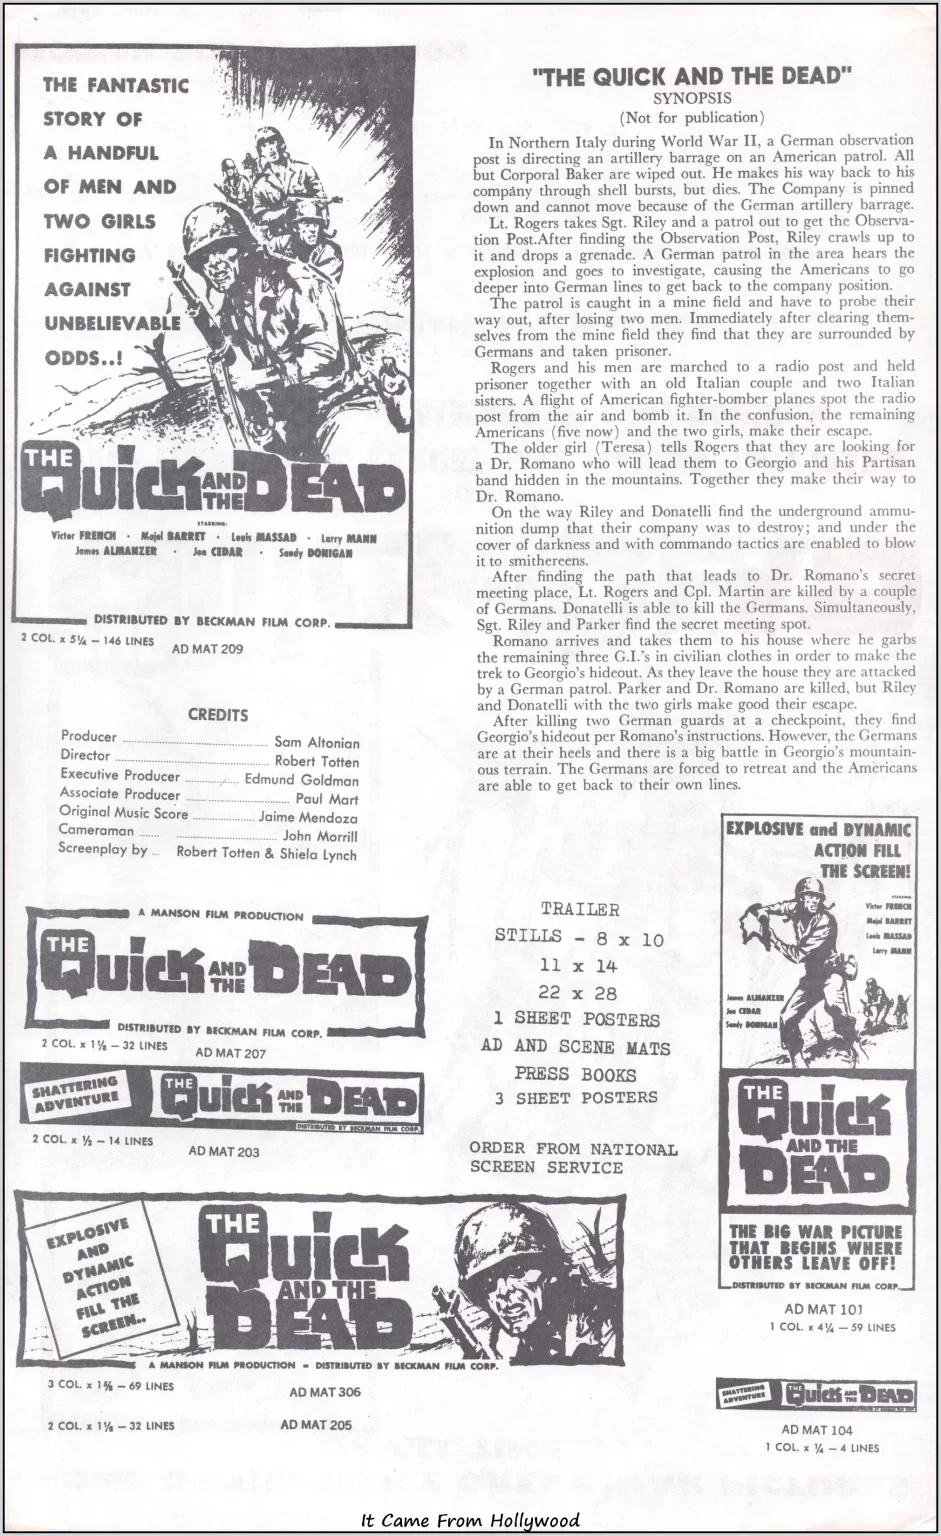 THE FANTASTIC
STORY OF
A HANDFUL
OF MEN AND
TWO GIRLS
FIGHTING
AGAINST
UNBELIEVABLE
ODDS..!
THE
QUICK AND THE DEAD
STARRING:
Victor FRENCH · Majel BARRET · Louis MASSAD · Larry MANN
James ALMANZER · Jon CEDAR · Sandy DONIGAN
DISTRIBUTED BY BECKMAN FILM CORP.
2 COL. x 5¼ — 146 LINES
AD MAT 209
CREDITS
Producer ........ Sam Altonian
Director ........ Robert Totten
Executive Producer ........ Edmund Goldman
Associate Producer ........ Paul Mart
Original Music Score ........ Jaime Mendoza
Cameraman ........ John Morrill
Screenplay by .. Robert Totten & Shiela Lynch
"THE QUICK AND THE DEAD"
SYNOPSIS
(Not for publication)
In Northern Italy during World War II, a German observation
post is directing an artillery barrage on an American patrol. All
but Corporal Baker are wiped out. He makes his way back to his
company through shell bursts, but dies. The Company is pinned
down and cannot move because of the German artillery barrage.
Lt. Rogers takes Sgt. Riley and a patrol out to get the Observa-
tion Post.After finding the Observation Post, Riley crawls up to
it and drops a grenade. A German patrol in the area hears the
explosion and goes to investigate, causing the Americans to go
deeper into German lines to get back to the company position.
The patrol is caught in a mine field and have to probe their
way out, after losing two men. Immediately after clearing them-
selves from the mine field they find that they are surrounded by
Germans and taken prisoner.
Rogers and his men are marched to a radio post and held
prisoner together with an old Italian couple and two Italian
sisters. A flight of American fighter-bomber planes spot the radio
post from the air and bomb it. In the confusion, the remaining
Americans (five now) and the two girls, make their escape.
The older girl (Teresa) tells Rogers that they are looking for
a Dr. Romano who will lead them to Georgio and his Partisan
band hidden in the mountains. Together they make their way to
Dr. Romano.
On the way Riley and Donatelli find the underground ammu-
nition dump that their company was to destroy; and under the
cover of darkness and with commando tactics are enabled to blow
it to smithereens.
After finding the path that leads to Dr. Romano's secret
meeting place, Lt. Rogers and Cpl. Martin are killed by a couple
of Germans. Donatelli is able to kill the Germans. Simultaneously,
Sgt. Riley and Parker find the secret meeting spot.
Romano arrives and takes them to his house where he garbs
the remaining three G.I.'s in civilian clothes in order to make the
trek to Georgio's hideout. As they leave the house they are attacked
by a German patrol. Parker and Dr. Romano are killed, but Riley
and Donatelli with the two girls make good their escape.
After killing two German guards at a checkpoint, they find
Georgio's hideout per Romano's instructions. However, the Germans
are at their heels and there is a big battle in Georgio's mountain-
ous terrain. The Germans are forced to retreat and the Americans
are able to get back to their own lines.
A MANSON FILM PRODUCTION
THE
QUICK AND THE DEAD
DISTRIBUTED BY BECKMAN FILM CORP.
2 COL. x 1⅛ — 32 LINES
AD MAT 207
SHATTERING
ADVENTURE
THE QUICK AND THE DEAD
DISTRIBUTED BY BECKMAN FILM CORP.
2 COL. x ½ — 14 LINES
AD MAT 203
TRAILER
STILLS - 8 x 10
11 x 14
22 x 28
1 SHEET POSTERS
AD AND SCENE MATS
PRESS BOOKS
3 SHEET POSTERS
ORDER FROM NATIONAL
SCREEN SERVICE
EXPLOSIVE
AND
DYNAMIC
ACTION
FILL THE
SCREEN..
THE
QUICK
AND THE
DEAD
A MANSON FILM PRODUCTION — DISTRIBUTED BY BECKMAN FILM CORP.
3 COL. x 1⅝ — 69 LINES
AD MAT 306
2 COL. x 1⅛ — 32 LINES
AD MAT 205
EXPLOSIVE and DYNAMIC
ACTION FILL
THE SCREEN!
STARRING
Victor FRENCH
Majel BARRET
Louis MASSAD
Larry MANN
James ALMANZER
Jon CEDAR
Sandy DONIGAN
THE
QUICK
AND THE
DEAD
THE BIG WAR PICTURE
THAT BEGINS WHERE
OTHERS LEAVE OFF!
DISTRIBUTED BY BECKMAN FILM CORP.
AD MAT 101
1 COL. x 4¼ — 59 LINES
SHATTERING
ADVENTURE
THE QUICK AND THE DEAD
AD MAT 104
1 COL. x ¼ — 4 LINES
It Came From Hollywood